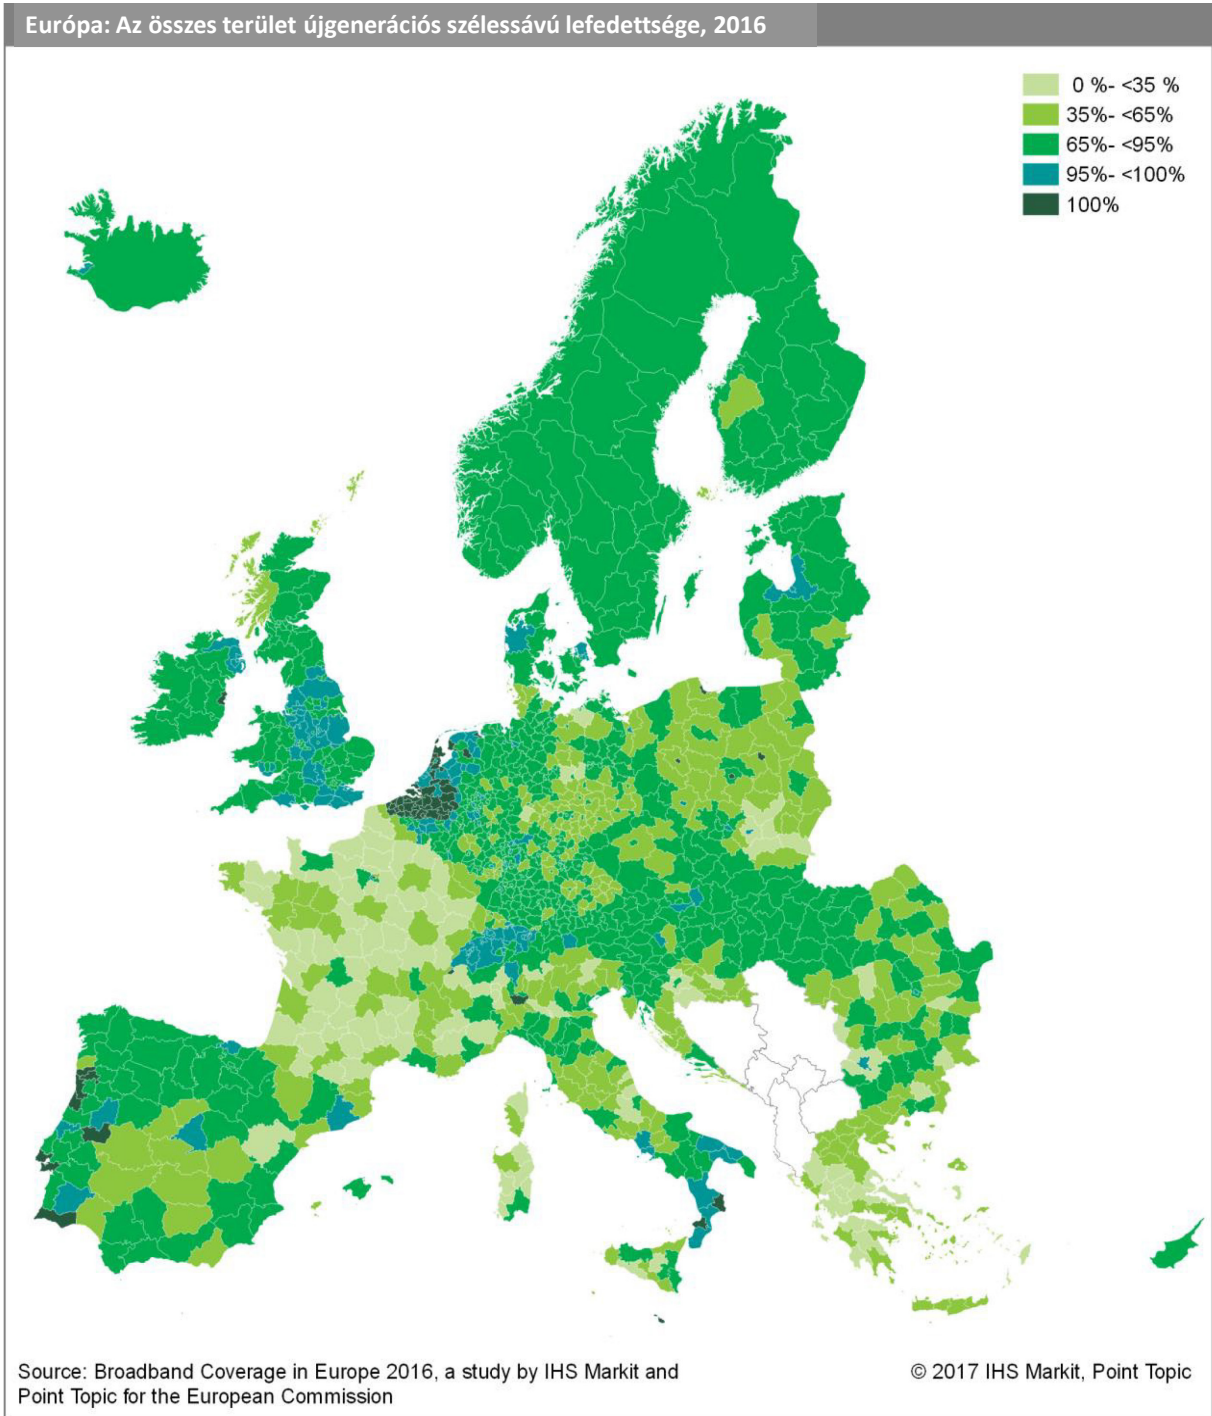 Európa: Az összes terület újgenerációs szélessávú lefedettsége, 2016
0 %- <35 %
35%- <65%
65%- <95%
95%- <100%
100%
Source: Broadband Coverage in Europe 2016, a study by IHS Markit and
Point Topic for the European Commission
© 2017 IHS Markit, Point Topic